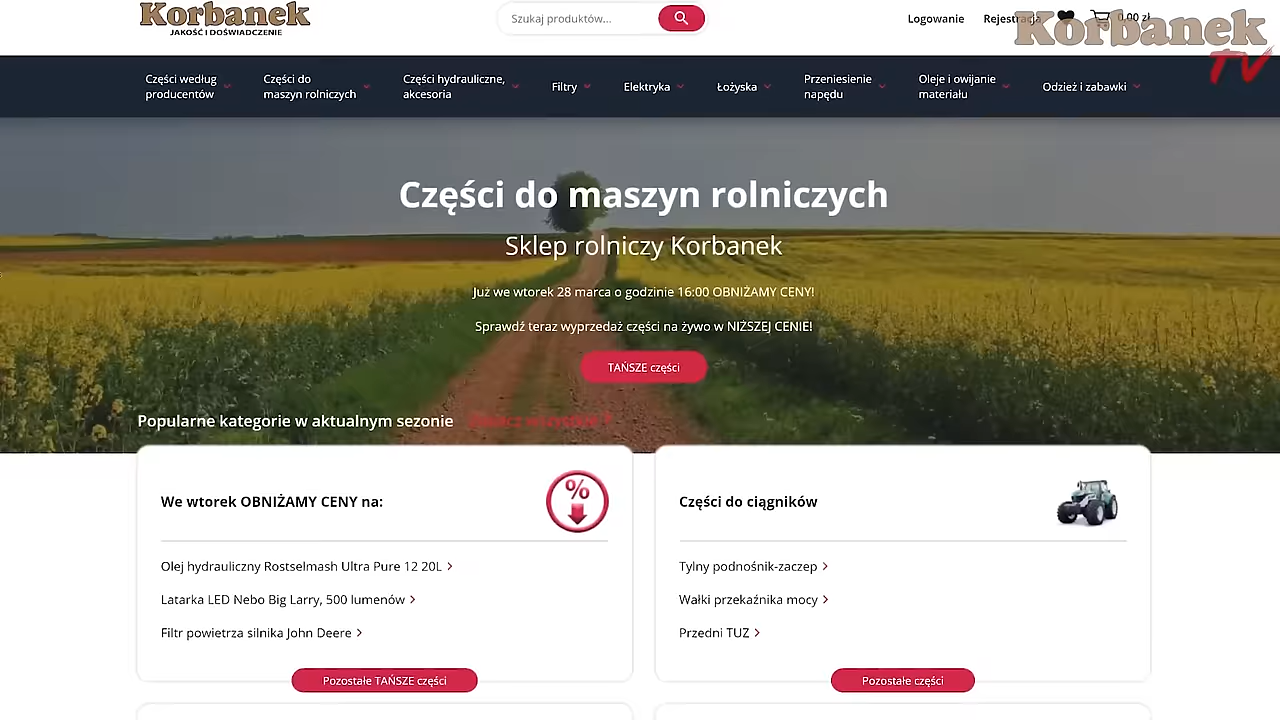 Korbanek
JAKOŚĆ I DOŚWIADCZENIE
Szukaj produktów...
Logowanie
Rejestracja
0.00 zł
Korbanek
TV
Części według
producentów
Części do
maszyn rolniczych
Części hydrauliczne,
akcesoria
Filtry
Elektryka
Łożyska
Przeniesienie
napędu
Oleje i owijanie
materiału
Odzież i zabawki
Części do maszyn rolniczych
Sklep rolniczy Korbanek
Już we wtorek 28 marca o godzinie 16:00 OBNIŻAMY CENY!
Sprawdź teraz wyprzedaż części na żywo w NIŻSZEJ CENIE!
TAŃSZE części
Popularne kategorie w aktualnym sezonie
We wtorek OBNIŻAMY CENY na:
%
Olej hydrauliczny Rostselmash Ultra Pure 12 20L
Latarka LED Nebo Big Larry, 500 lumenów
Filtr powietrza silnika John Deere
Pozostałe TAŃSZE części
Części do ciągników
Tylny podnośnik-zaczep
Wałki przekaźnika mocy
Przedni TUZ
Pozostałe części